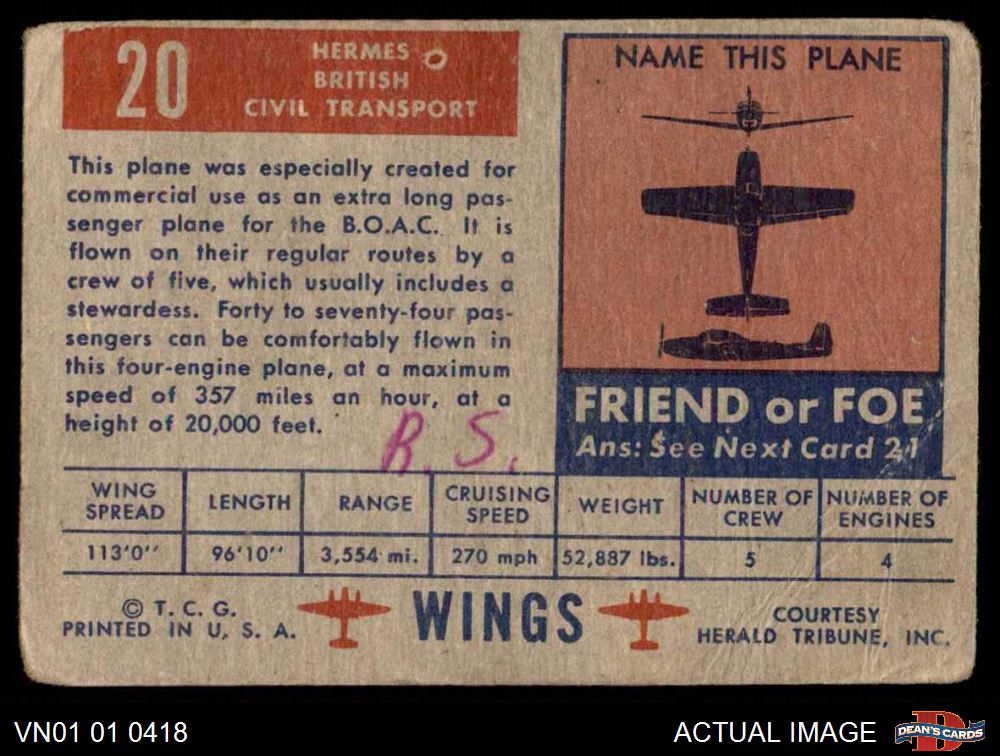 20
HERMES
BRITISH
CIVIL TRANSPORT
This plane was especially created for
commercial use as an extra long pas-
senger plane for the B.O.A.C. It is
flown on their regular routes by a
crew of five, which usually includes a
stewardess. Forty to seventy-four pas-
sengers can be comfortably flown in
this four-engine plane, at a maximum
speed of 357 miles an hour, at a
height of 20,000 feet.
R. S.
NAME THIS PLANE
FRIEND or FOE
Ans: See Next Card 21
WING SPREAD LENGTH RANGE CRUISING SPEED WEIGHT NUMBER OF CREW NUMBER OF ENGINES
113'0'' 96'10'' 3,554 mi. 270 mph 52,887 lbs. 5 4
© T. C. G.
PRINTED IN U. S. A.
WINGS
COURTESY
HERALD TRIBUNE, INC.
VN01 01 0418
ACTUAL IMAGE
D
DEAN'S CARDS